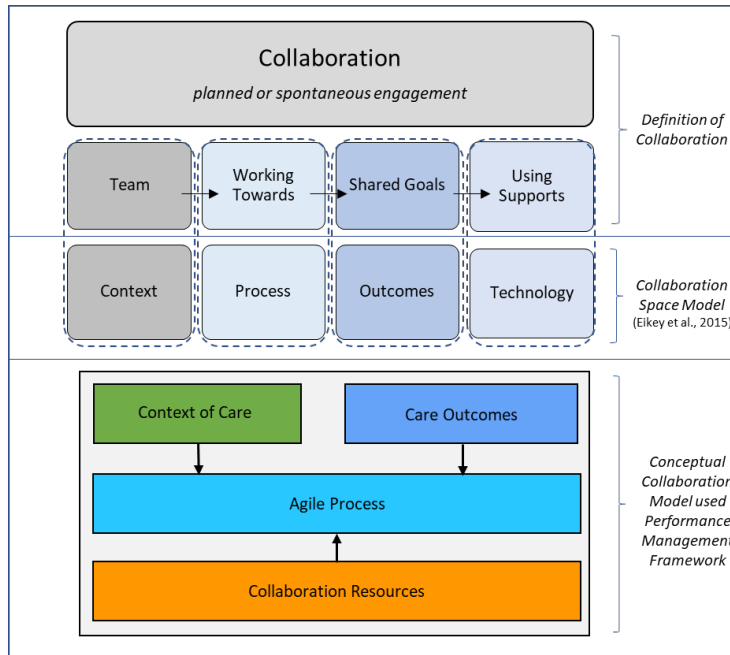 Collaboration
planned or spontaneous engagement
Definition of
Collaboration
Team
Working
Towards
Shared Goals
Using
Supports
Context
Process
Outcomes
Technology
Collaboration
Space Model
(Eikey et al., 2015)
Context of Care
Care Outcomes
Agile Process
Collaboration Resources
Conceptual
Collaboration
Model used
Performance
Management
Framework